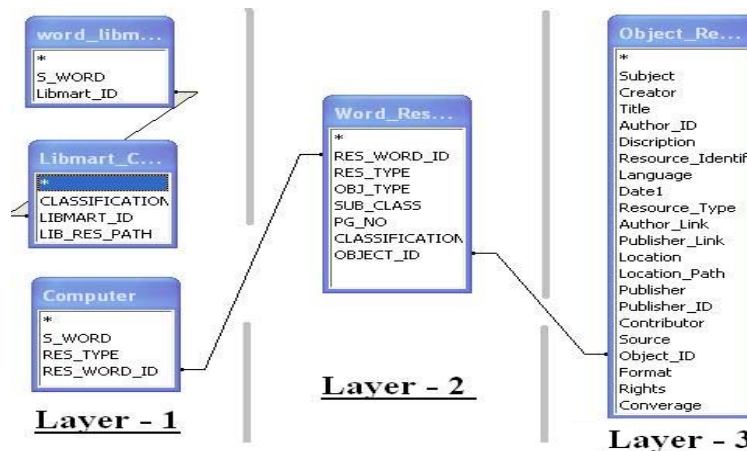 word_libm...
*
S_WORD
Libmart_ID
Libmart_C...
*
CLASSIFICATION
LIBMART_ID
LIB_RES_PATH
Computer
*
S_WORD
RES_TYPE
RES_WORD_ID
Layer - 1
Word_Res...
*
RES_WORD_ID
RES_TYPE
OBJ_TYPE
SUB_CLASS
PG_NO
CLASSIFICATION
OBJECT_ID
Layer - 2
Object_Re...
*
Subject
Creator
Title
Author_ID
Discription
Resource_Identif
Language
Date1
Resource_Type
Author_Link
Publisher_Link
Location
Location_Path
Publisher
Publisher_ID
Contributor
Source
Object_ID
Format
Rights
Converage
Layer - 3